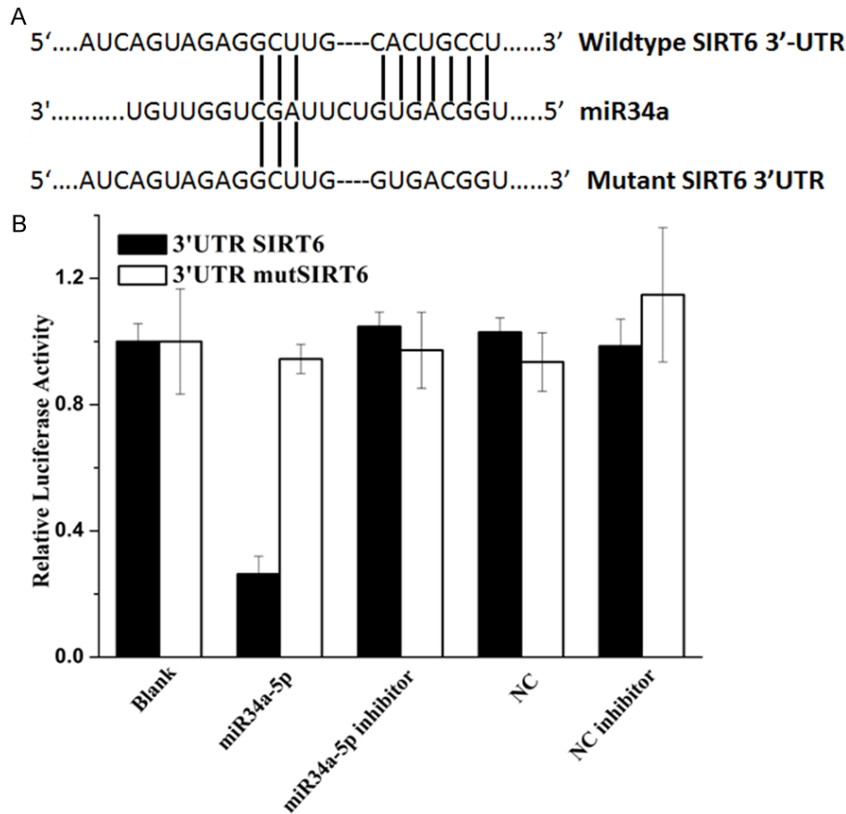 A
5‘....AUCAGUAGAGGCUUG----CACUGCCU......3’ Wildtype SIRT6 3’-UTR
3'...........UGUUGGUCGAUUCUGUGACGGU.....5’ miR34a
5‘....AUCAGUAGAGGCUUG----GUGACGGU......3’ Mutant SIRT6 3’UTR
B
3'UTR SIRT6
3'UTR mutSIRT6
Relative Luciferase Activity
1.2
0.8
0.4
0.0
Blank
miR34a-5p
miR34a-5p inhibitor
NC
NC inhibitor